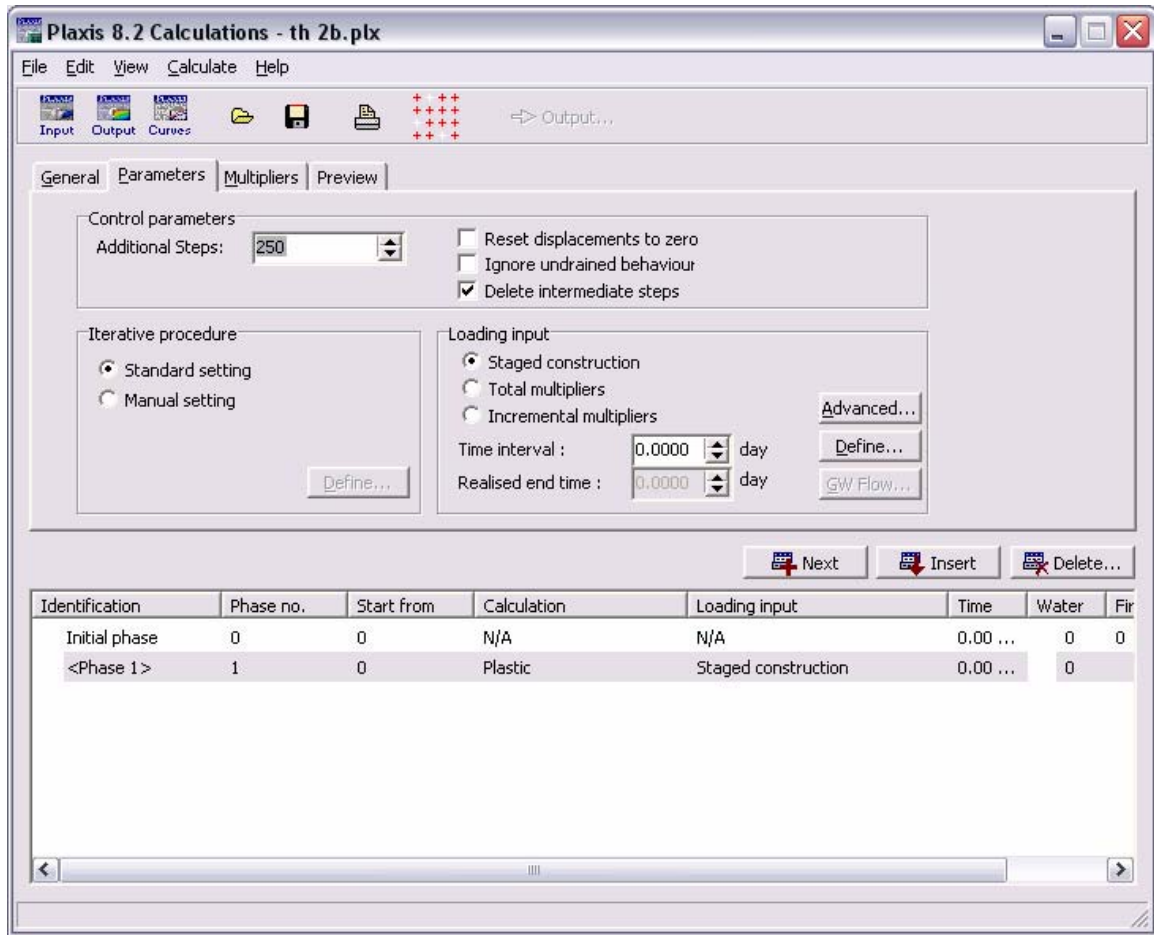 Plaxis 8.2 Calculations - th 2b.plx
File Edit View Calculate Help
Input Output Curves Output...
General Parameters Multipliers Preview
Control parameters
Additional Steps: 250
Reset displacements to zero
Ignore undrained behaviour
Delete intermediate steps
Iterative procedure
Standard setting
Manual setting
Define...
Loading input
Staged construction
Total multipliers
Incremental multipliers
Advanced...
Time interval : 0.0000 day Define...
Realised end time : 0.0000 day GW Flow...
Next Insert Delete...
Identification Phase no. Start from Calculation Loading input Time Water Fir
Initial phase 0 0 N/A N/A 0.00 ... 0 0
<Phase 1> 1 0 Plastic Staged construction 0.00 ... 0